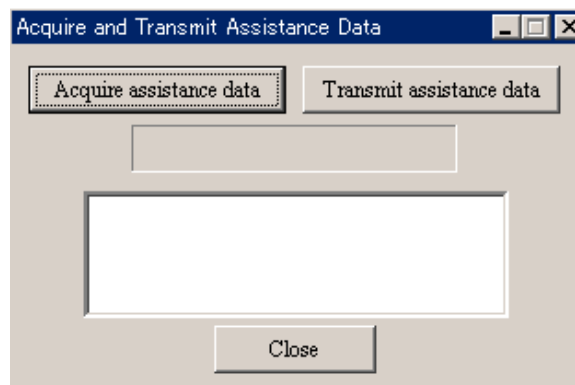 Acquire and Transmit Assistance Data
Acquire assistance data
Transmit assistance data
Close